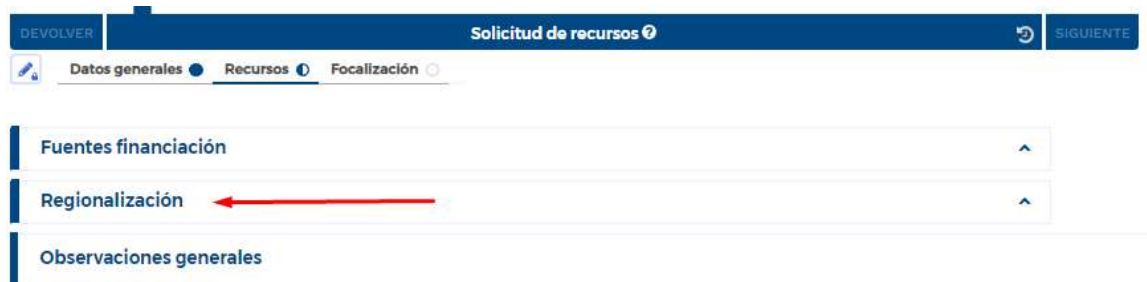 DEVOLVER Solicitud de recursos SIGUIENTE
Datos generales Recursos Focalización
Fuentes financiación
Regionalización
Observaciones generales